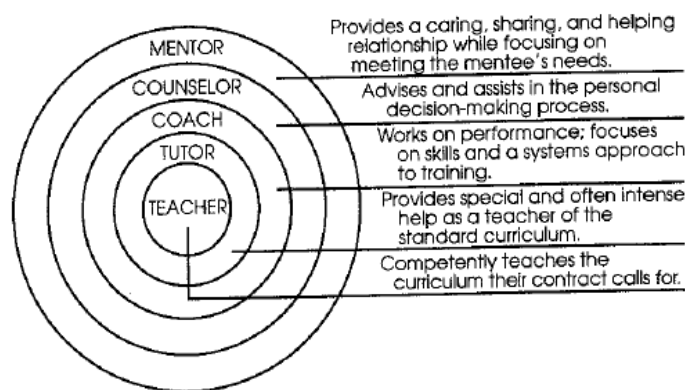 MENTOR
COUNSELOR
COACH
TUTOR
TEACHER
Provides a caring, sharing, and helping
relationship while focusing on
meeting the mentee's needs.
Advises and assists in the personal
decision-making process.
Works on performance; focuses
on skills and a systems approach
to training.
Provides special and often intense
help as a teacher of the
standard curriculum.
Competently teaches the
curriculum their contract calls for.